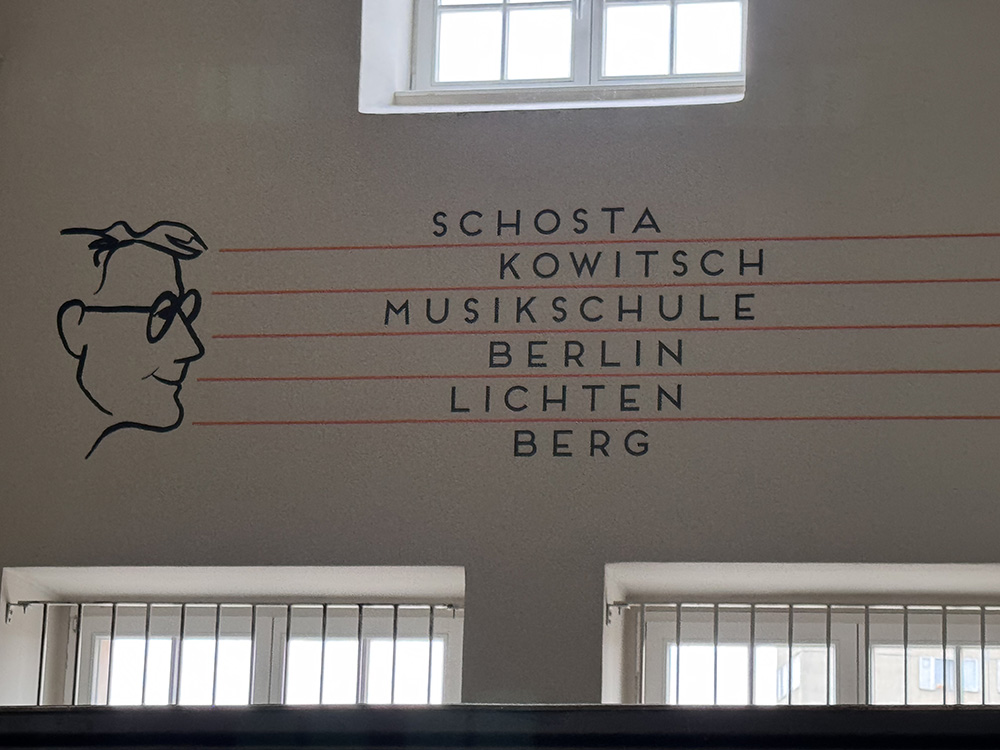 SCHOSTA
KOWITSCH
MUSIKSCHULE
BERLIN
LICHTEN
BERG